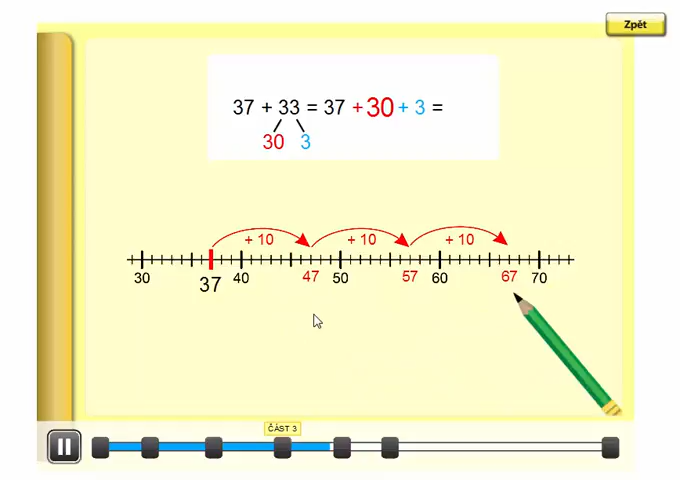 Zpět
37 + 33 = 37 + 30 + 3 =
30 3
+ 10 + 10 + 10
30 37 40 47 50 57 60 67 70
ČÁST 3